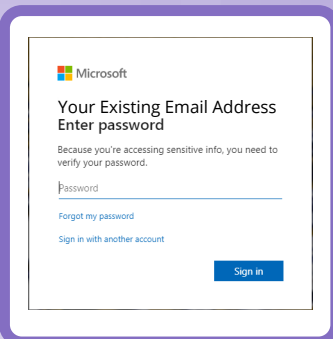 Microsoft
Your Existing Email Address
Enter password
Because you're accessing sensitive info, you need to
verify your password.
Password
Forgot my password
Sign in with another account
Sign in